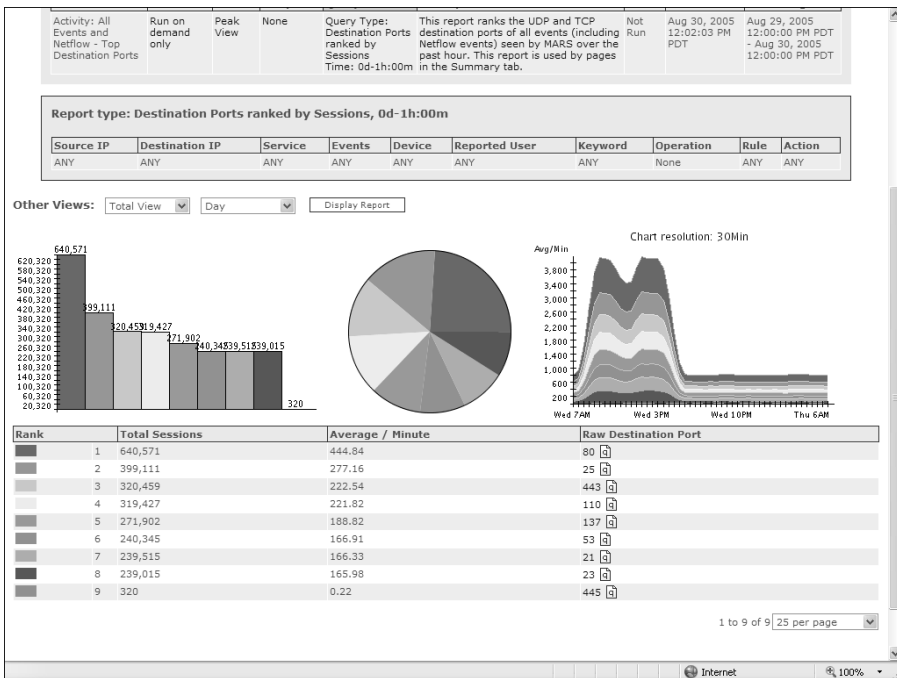 Activity: All Events and Netflow - Top Destination Ports
Run on demand only
Peak View
None
Query Type: Destination Ports ranked by Sessions Time: 0d-1h:00m
This report ranks the UDP and TCP destination ports of all events (including Netflow events) seen by MARS over the past hour. This report is used by pages in the Summary tab.
Not Run
Aug 30, 2005 12:02:03 PM PDT
Aug 29, 2005 12:00:00 PM PDT - Aug 30, 2005 12:00:00 PM PDT
Report type: Destination Ports ranked by Sessions, 0d-1h:00m
Source IP Destination IP Service Events Device Reported User Keyword Operation Rule Action
ANY ANY ANY ANY ANY ANY ANY None ANY ANY
Other Views: Total View Day Display Report
640,571
399,111
320,459
319,427
271,902
240,345
239,515
239,015
320
620,320
580,320
540,320
500,320
460,320
420,320
380,320
340,320
300,320
260,320
220,320
180,320
140,320
100,320
60,320
20,320
Chart resolution: 30Min
Avg/Min
3,800
3,400
3,000
2,600
2,200
1,800
1,400
1,000
600
200
Wed 7AM Wed 3PM Wed 10PM Thu 6AM
Rank Total Sessions Average / Minute Raw Destination Port
1 640,571 444.84 80 q
2 399,111 277.16 25 q
3 320,459 222.54 443 q
4 319,427 221.82 110 q
5 271,902 188.82 137 q
6 240,345 166.91 53 q
7 239,515 166.33 21 q
8 239,015 165.98 23 q
9 320 0.22 445 q
1 to 9 of 9 25 per page
Internet 100%